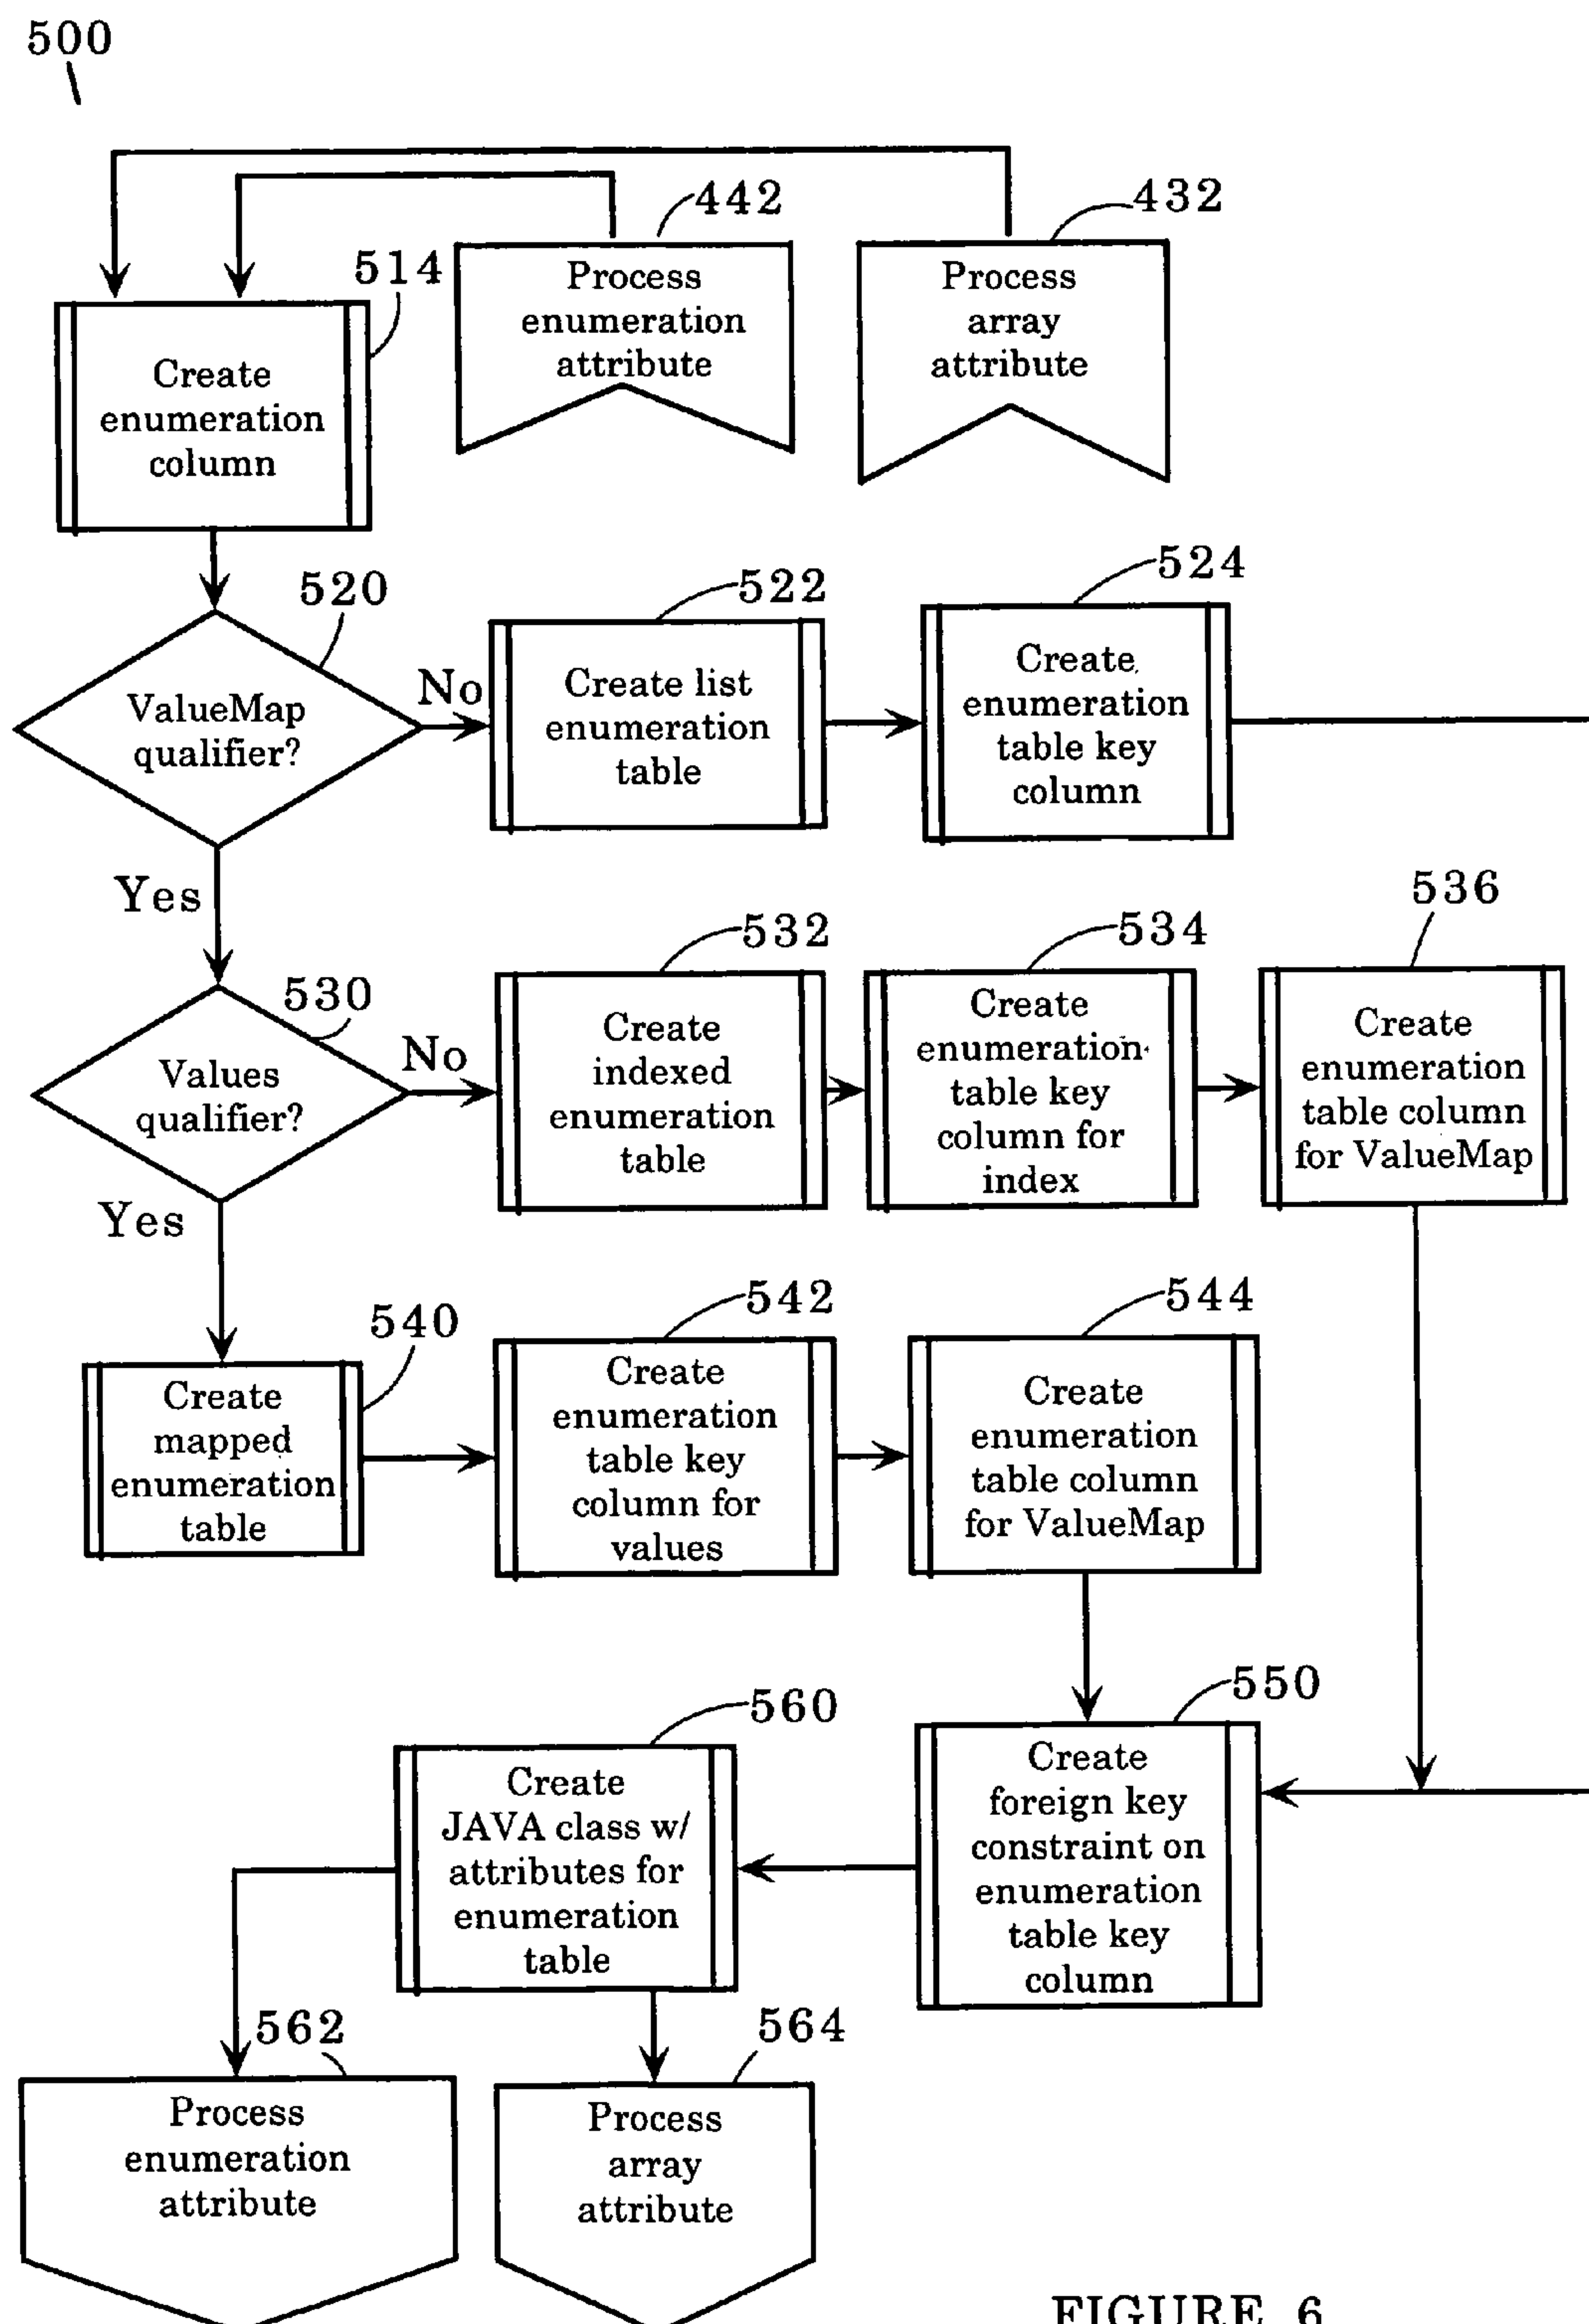 500
442
432
514
Process
enumeration
attribute
Process
array
attribute
Create
enumeration
column
520
522
524
ValueMap
qualifier?
No
Create list
enumeration
table
Create
enumeration
table key
column
Yes
530
532
534
536
Values
qualifier?
No
Create
indexed
enumeration
table
Create
enumeration
table key
column for
index
Create
enumeration
table column
for ValueMap
Yes
540
542
544
Create
mapped
enumeration
table
Create
enumeration
table key
column for
values
Create
enumeration
table column
for ValueMap
560
550
Create
JAVA class w/
attributes for
enumeration
table
Create
foreign key
constraint on
enumeration
table key
column
562
564
Process
enumeration
attribute
Process
array
attribute
FIGURE 6